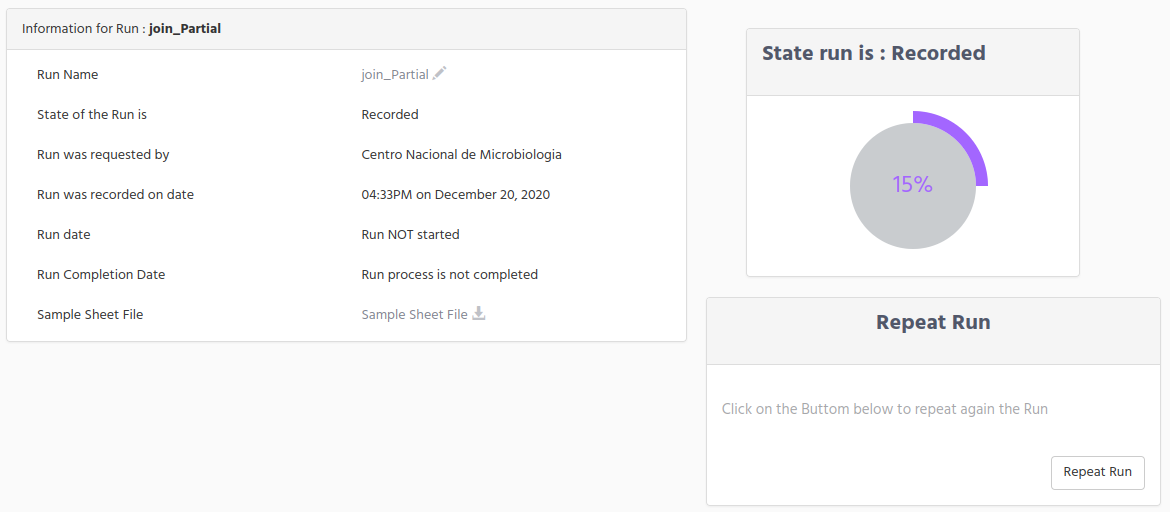 Information for Run : join_Partial
Run Name join_Partial
State of the Run is Recorded
Run was requested by Centro Nacional de Microbiologia
Run was recorded on date 04:33PM on December 20, 2020
Run date Run NOT started
Run Completion Date Run process is not completed
Sample Sheet File Sample Sheet File
State run is : Recorded
15%
Repeat Run
Click on the Buttom below to repeat again the Run
Repeat Run